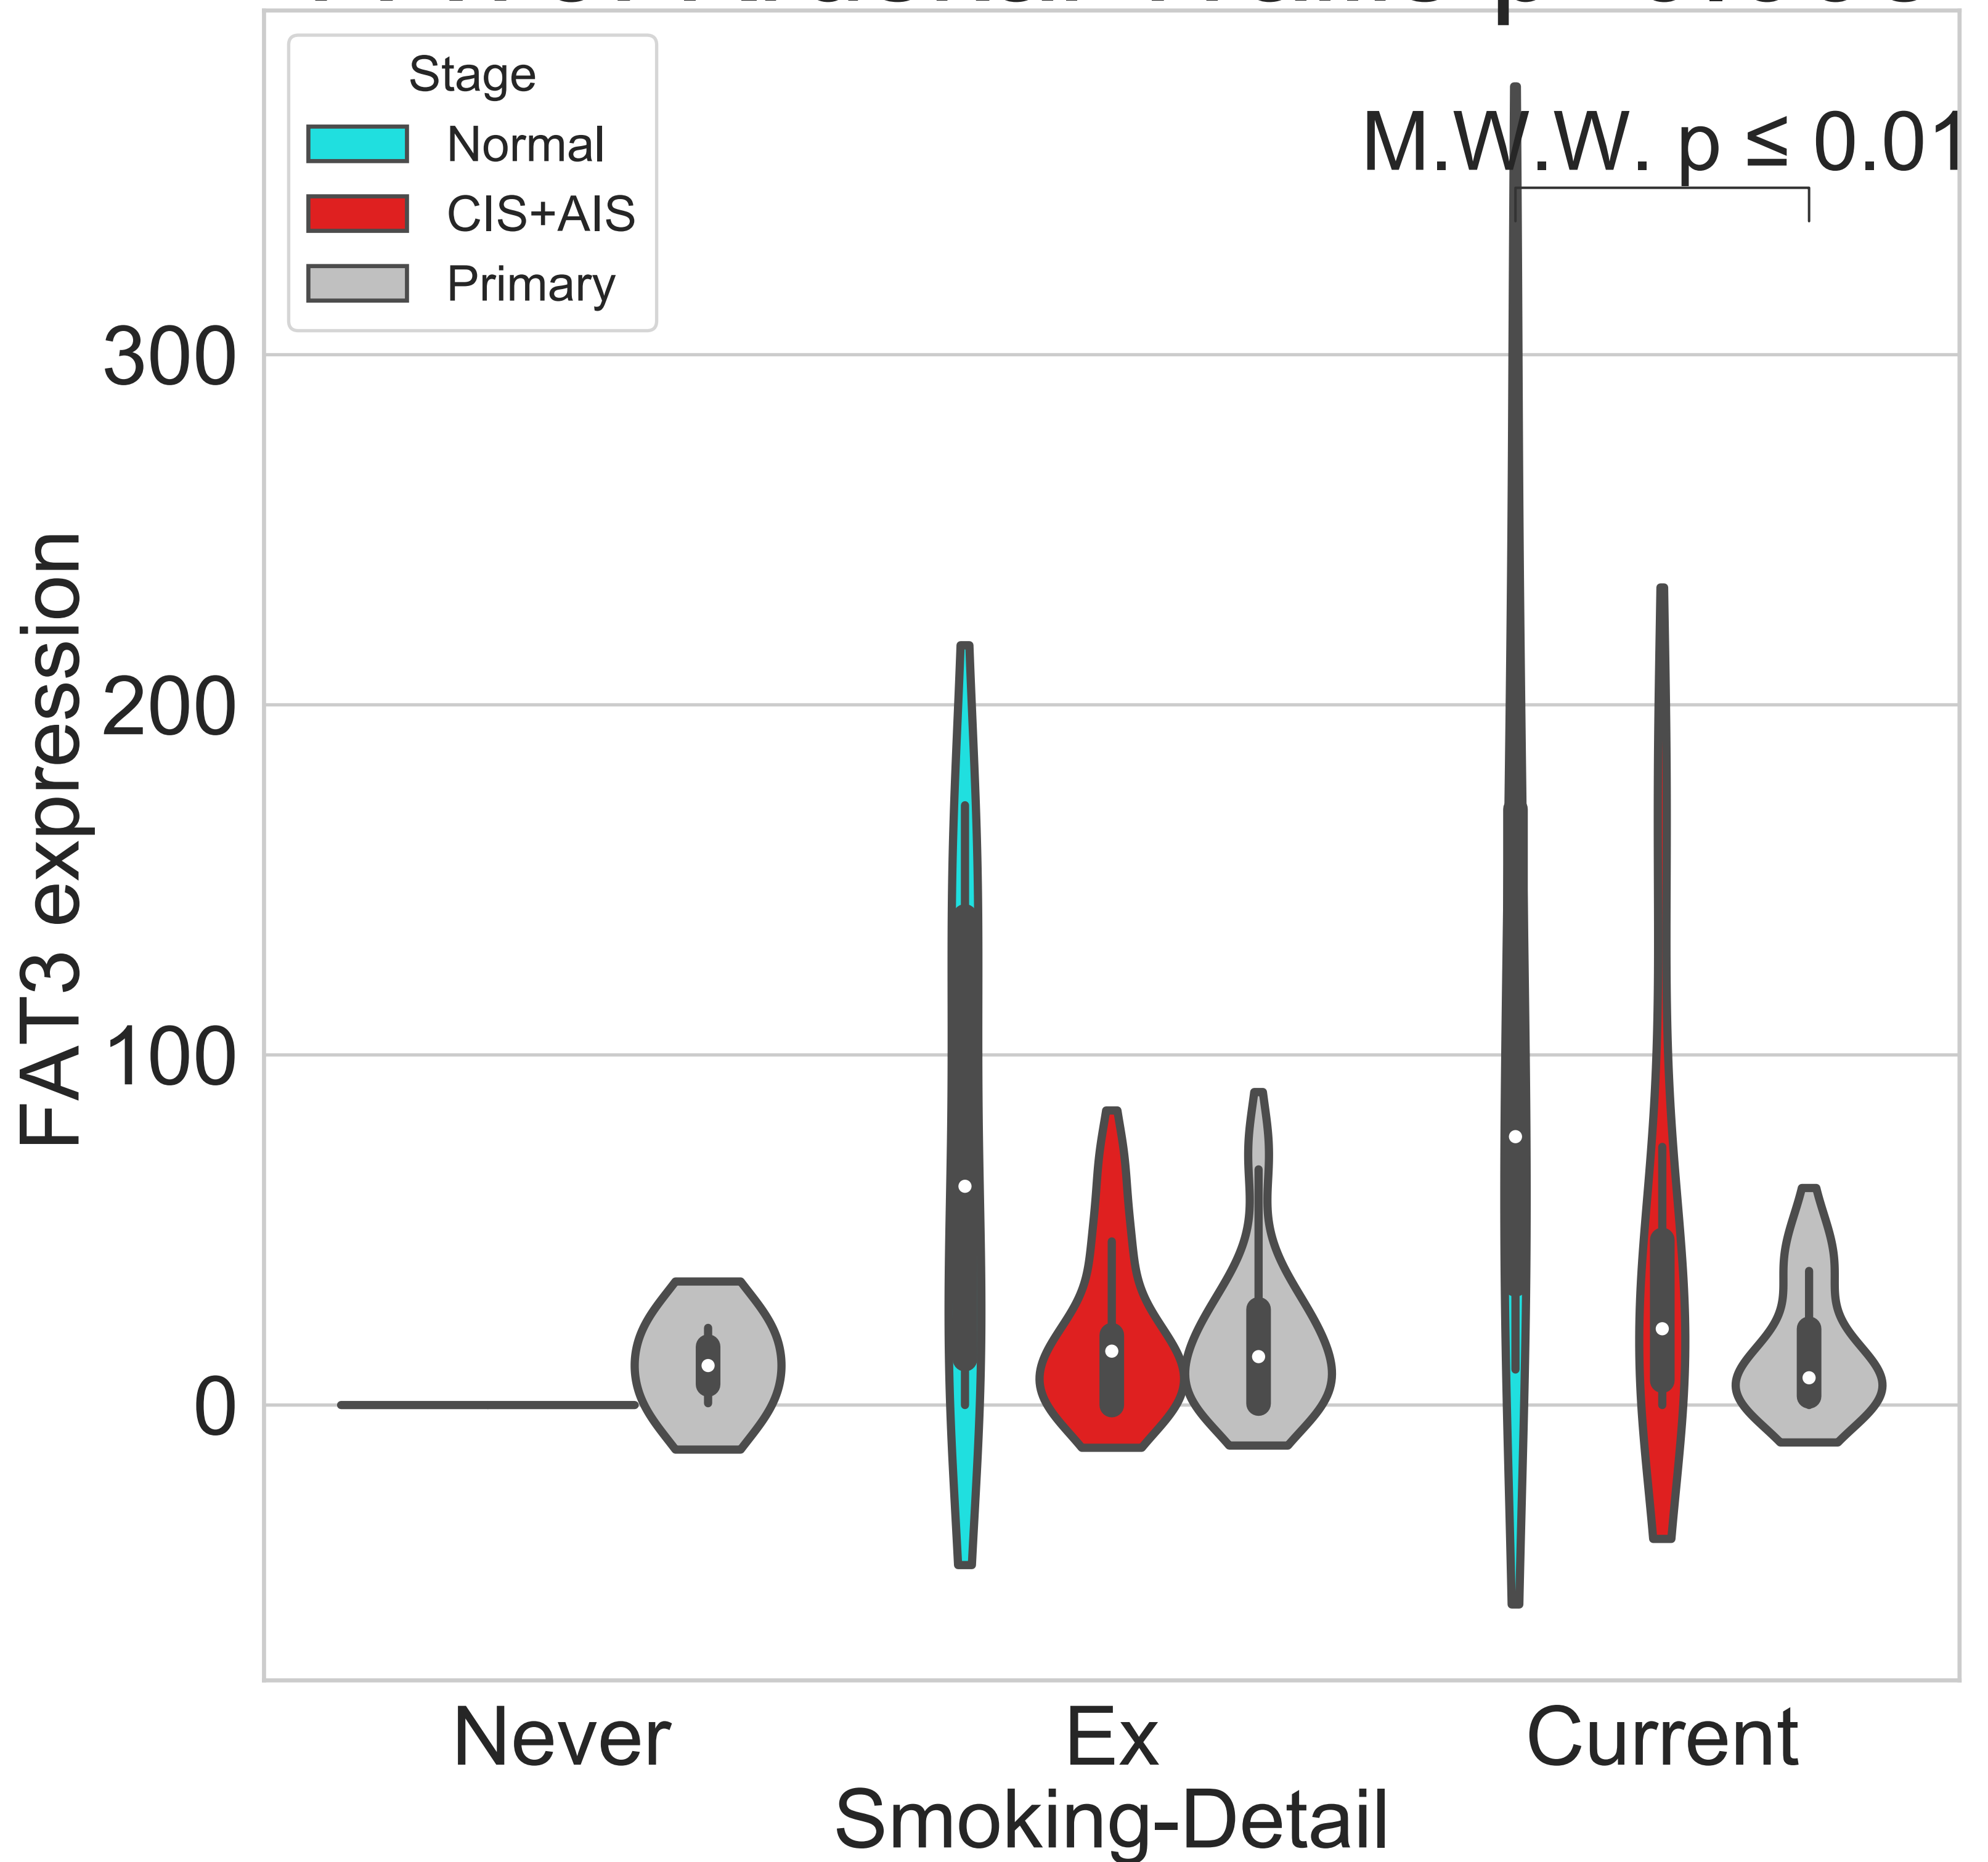 Stage
Normal
CIS+AIS
Primary
M.W.W. p ≤ 0.01
300
200
100
0
FAT3 expression
Never
Ex
Current
Smoking-Detail